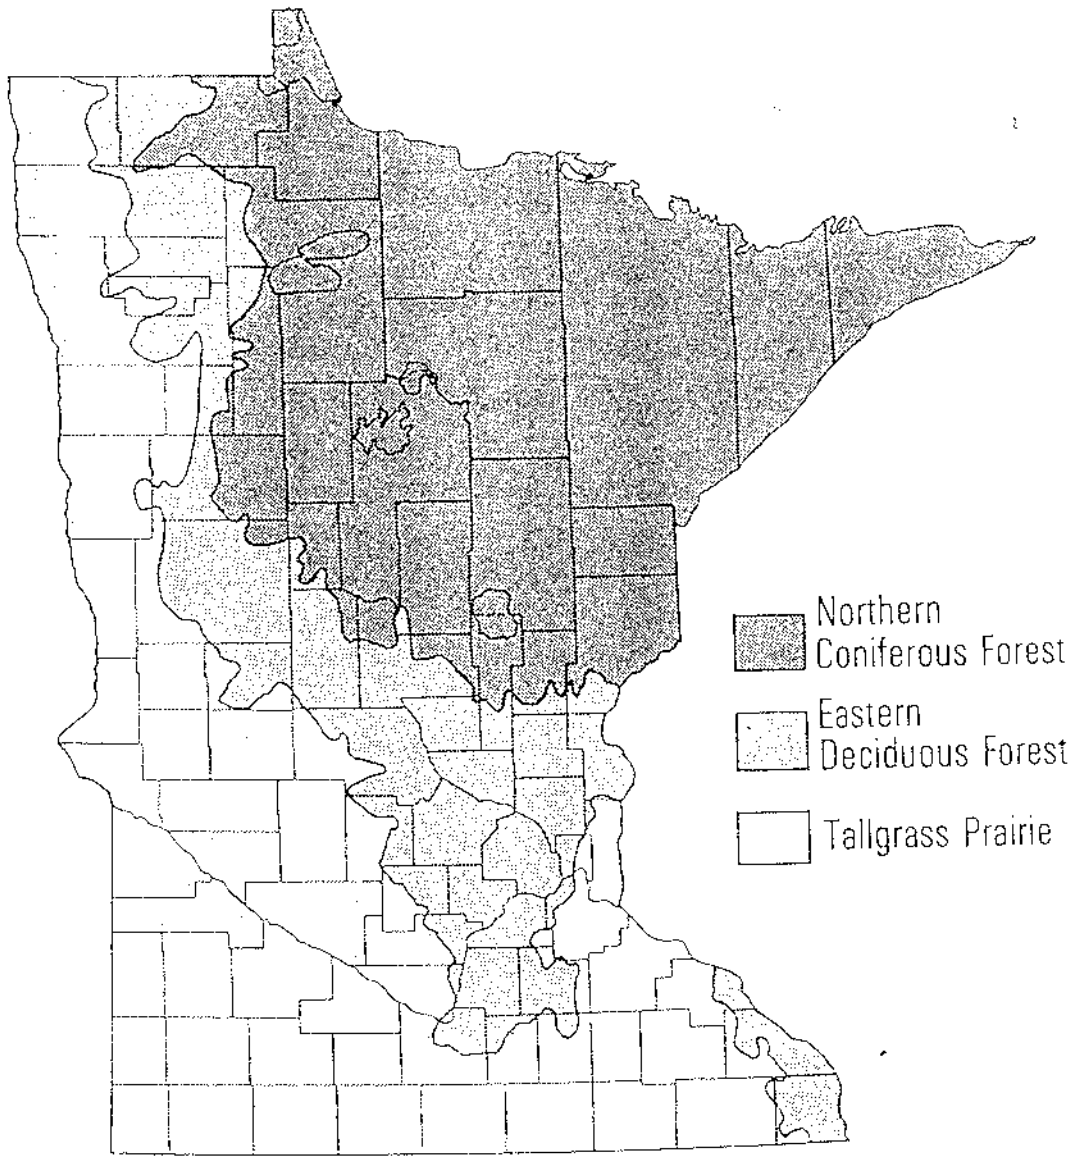 Northern
Coniferous Forest
Eastern
Deciduous Forest
Tallgrass Prairie